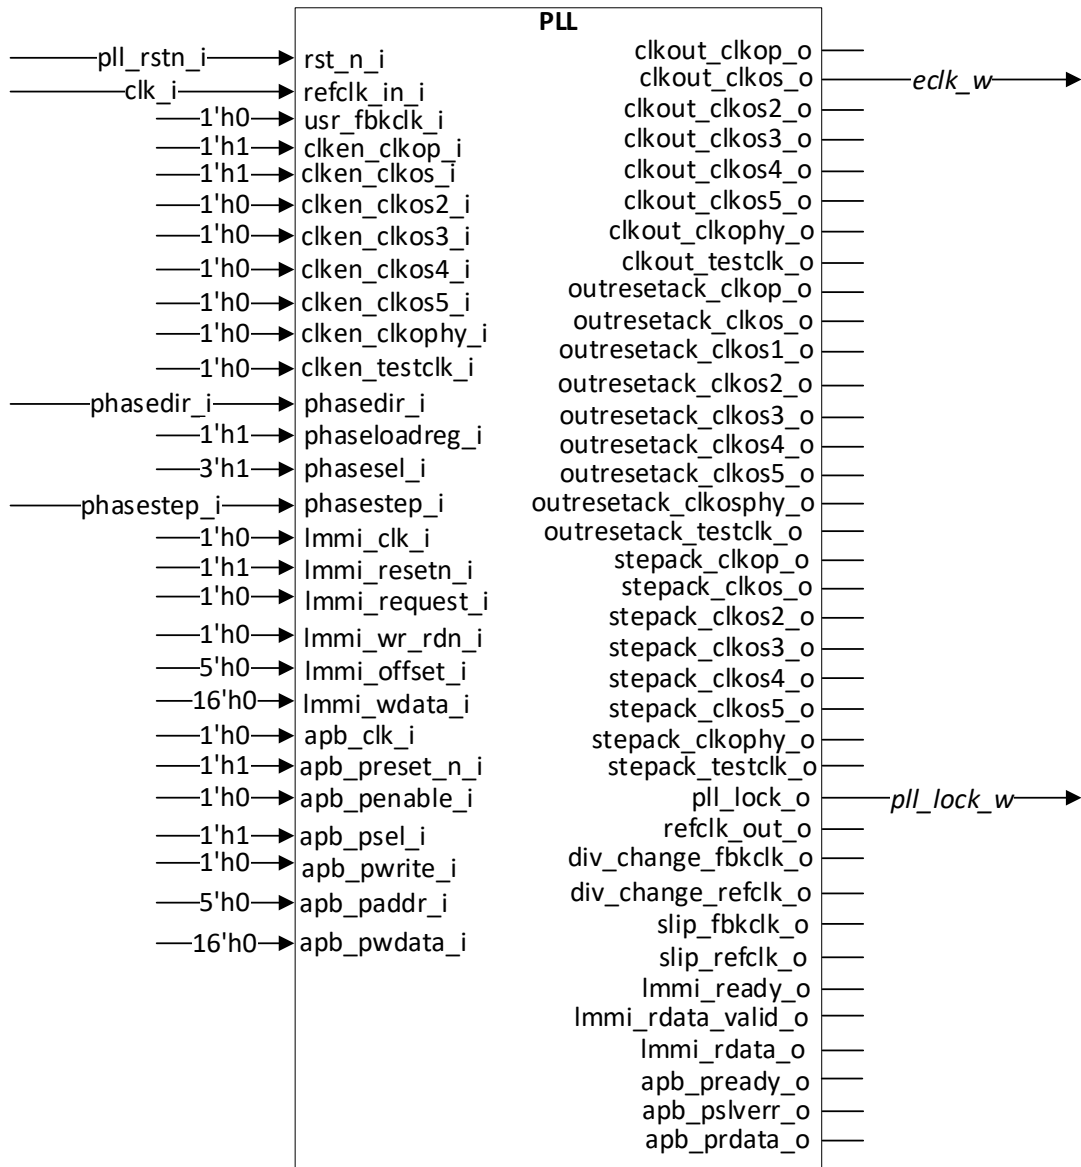 PLL
pll_rstn_i rst_n_i
clk_i refclk_in_i
1'h0 usr_fbkclk_i
1'h1 clken_clkop_i
1'h1 clken_clkos_i
1'h0 clken_clkos2_i
1'h0 clken_clkos3_i
1'h0 clken_clkos4_i
1'h0 clken_clkos5_i
1'h0 clken_clkophy_i
1'h0 clken_testclk_i
phasedir_i phasedir_i
1'h1 phaseloadreg_i
3'h1 phasesel_i
phasestep_i phasestep_i
1'h0 lmmi_clk_i
1'h1 lmmi_resetn_i
1'h0 lmmi_request_i
1'h0 lmmi_wr_rdn_i
5'h0 lmmi_offset_i
16'h0 lmmi_wdata_i
1'h0 apb_clk_i
1'h1 apb_preset_n_i
1'h0 apb_penable_i
1'h1 apb_psel_i
1'h0 apb_pwrite_i
5'h0 apb_paddr_i
16'h0 apb_pwdata_i
clkout_clkop_o
clkout_clkos_o eclk_w
clkout_clkos2_o
clkout_clkos3_o
clkout_clkos4_o
clkout_clkos5_o
clkout_clkophy_o
clkout_testclk_o
outresetack_clkop_o
outresetack_clkos_o
outresetack_clkos1_o
outresetack_clkos2_o
outresetack_clkos3_o
outresetack_clkos4_o
outresetack_clkos5_o
outresetack_clkosphy_o
outresetack_testclk_o
stepack_clkop_o
stepack_clkos_o
stepack_clkos2_o
stepack_clkos3_o
stepack_clkos4_o
stepack_clkos5_o
stepack_clkophy_o
stepack_testclk_o
pll_lock_o pll_lock_w
refclk_out_o
div_change_fbkclk_o
div_change_refclk_o
slip_fbkclk_o
slip_refclk_o
lmmi_ready_o
lmmi_rdata_valid_o
lmmi_rdata_o
apb_pready_o
apb_pslverr_o
apb_prdata_o